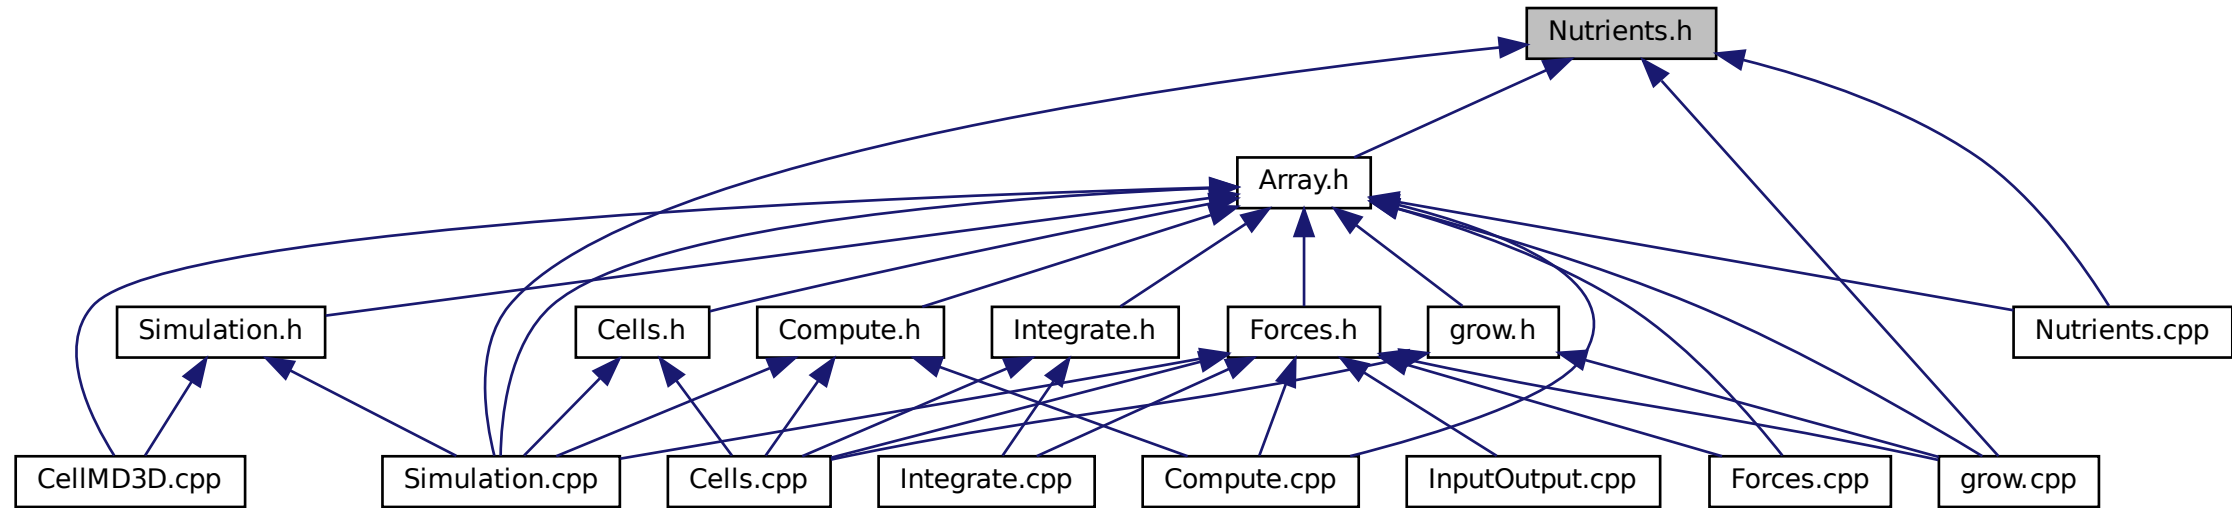 Nutrients.h
Array.h
Simulation.h
Cells.h
Compute.h
Integrate.h
Forces.h
grow.h
Nutrients.cpp
CellMD3D.cpp
Simulation.cpp
Cells.cpp
Integrate.cpp
Compute.cpp
InputOutput.cpp
Forces.cpp
grow.cpp